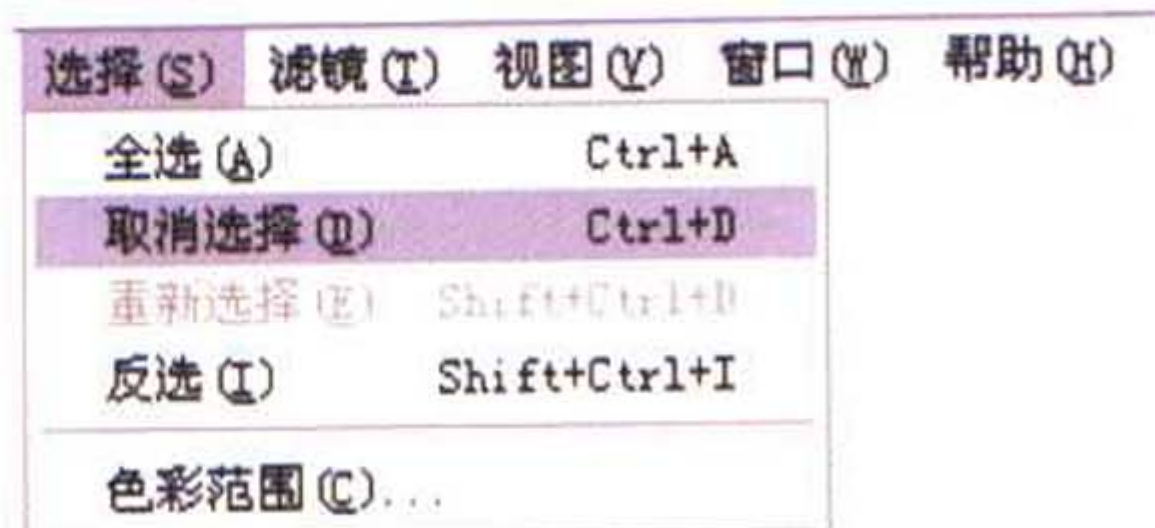 选择(S) 滤镜(T) 视图(V) 窗口(W) 帮助(H)
全选(A) Ctrl+A
取消选择(D) Ctrl+D
重新选择(E) Shift+Ctrl+D
反选(I) Shift+Ctrl+I
色彩范围(C)...